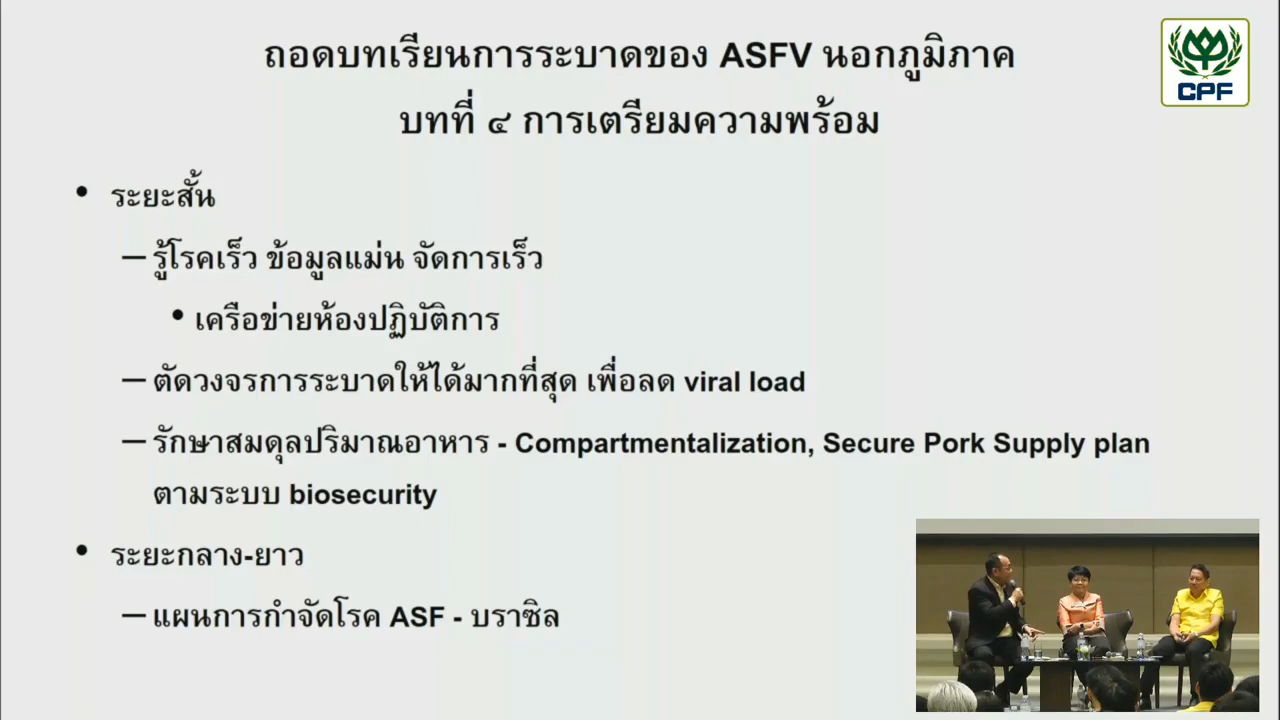 ถอดบทเรียนการระบาดของ ASFV นอกภูมิภาค
บทที่ ๔ การเตรียมความพร้อม
CPF
• ระยะสั้น
– รู้โรคเร็ว ข้อมูลแม่น จัดการเร็ว
• เครือข่ายห้องปฏิบัติการ
– ตัดวงจรการระบาดให้ได้มากที่สุด เพื่อลด viral load
– รักษาสมดุลปริมาณอาหาร - Compartmentalization, Secure Pork Supply plan
ตามระบบ biosecurity
• ระยะกลาง-ยาว
– แผนการกำจัดโรค ASF - บราซิล